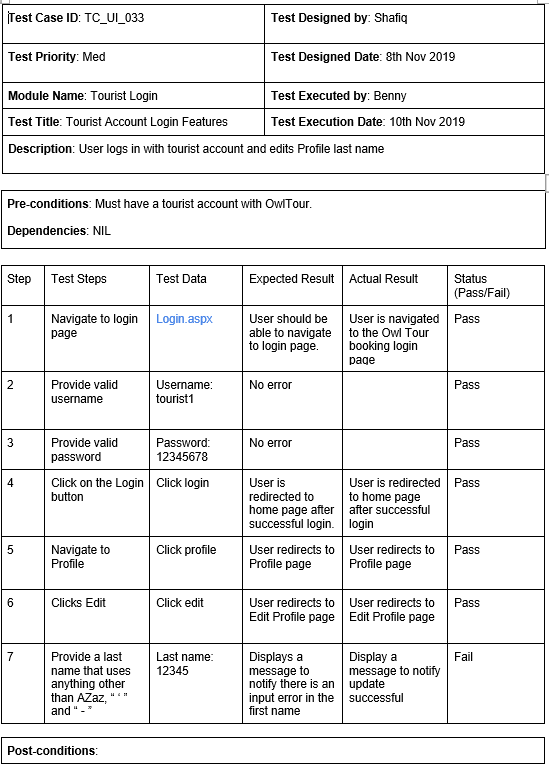 Test Case ID: TC_UI_033
Test Designed by: Shafiq
Test Priority: Med
Test Designed Date: 8th Nov 2019
Module Name: Tourist Login
Test Executed by: Benny
Test Title: Tourist Account Login Features
Test Execution Date: 10th Nov 2019
Description: User logs in with tourist account and edits Profile last name
Pre-conditions: Must have a tourist account with OwlTour.
Dependencies: NIL
Step
Test Steps
Test Data
Expected Result
Actual Result
Status
(Pass/Fail)
1
Navigate to login
page
Login.aspx
User should be
able to navigate
to login page.
User is navigated
to the Owl Tour
booking login
page
Pass
2
Provide valid
username
Username:
tourist1
No error
Pass
3
Provide valid
password
Password:
12345678
No error
Pass
4
Click on the Login
button
Click login
User is
redirected to
home page after
successful login.
User is redirected
to home page
after successful
login
Pass
5
Navigate to
Profile
Click profile
User redirects to
Profile page
User redirects to
Profile page
Pass
6
Clicks Edit
Click edit
User redirects to
Edit Profile page
User redirects to
Edit Profile page
Pass
7
Provide a last
name that uses
anything other
than AZaz, “ ‘ ”
and “ - ”
Last name:
12345
Displays a
message to
notify there is an
input error in the
first name
Display a
message to notify
update
successful
Fail
Post-conditions: